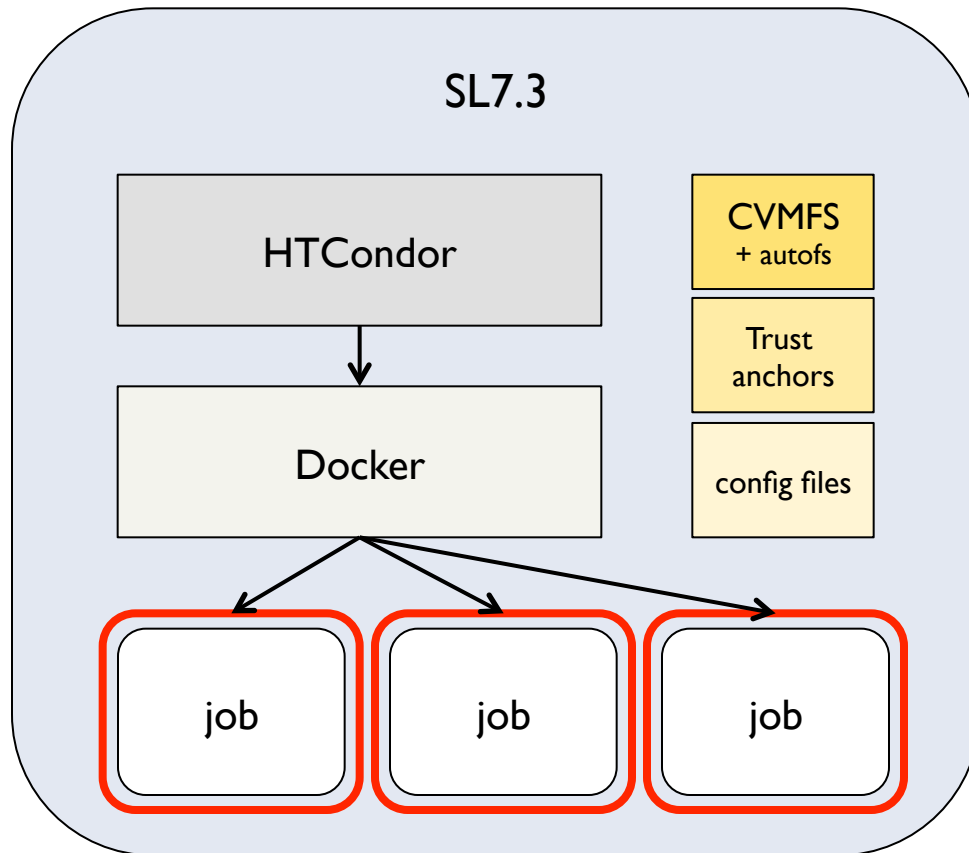 SL7.3
HTCondor
CVMFS
+ autofs
Trust
anchors
Docker
config files
job
job
job